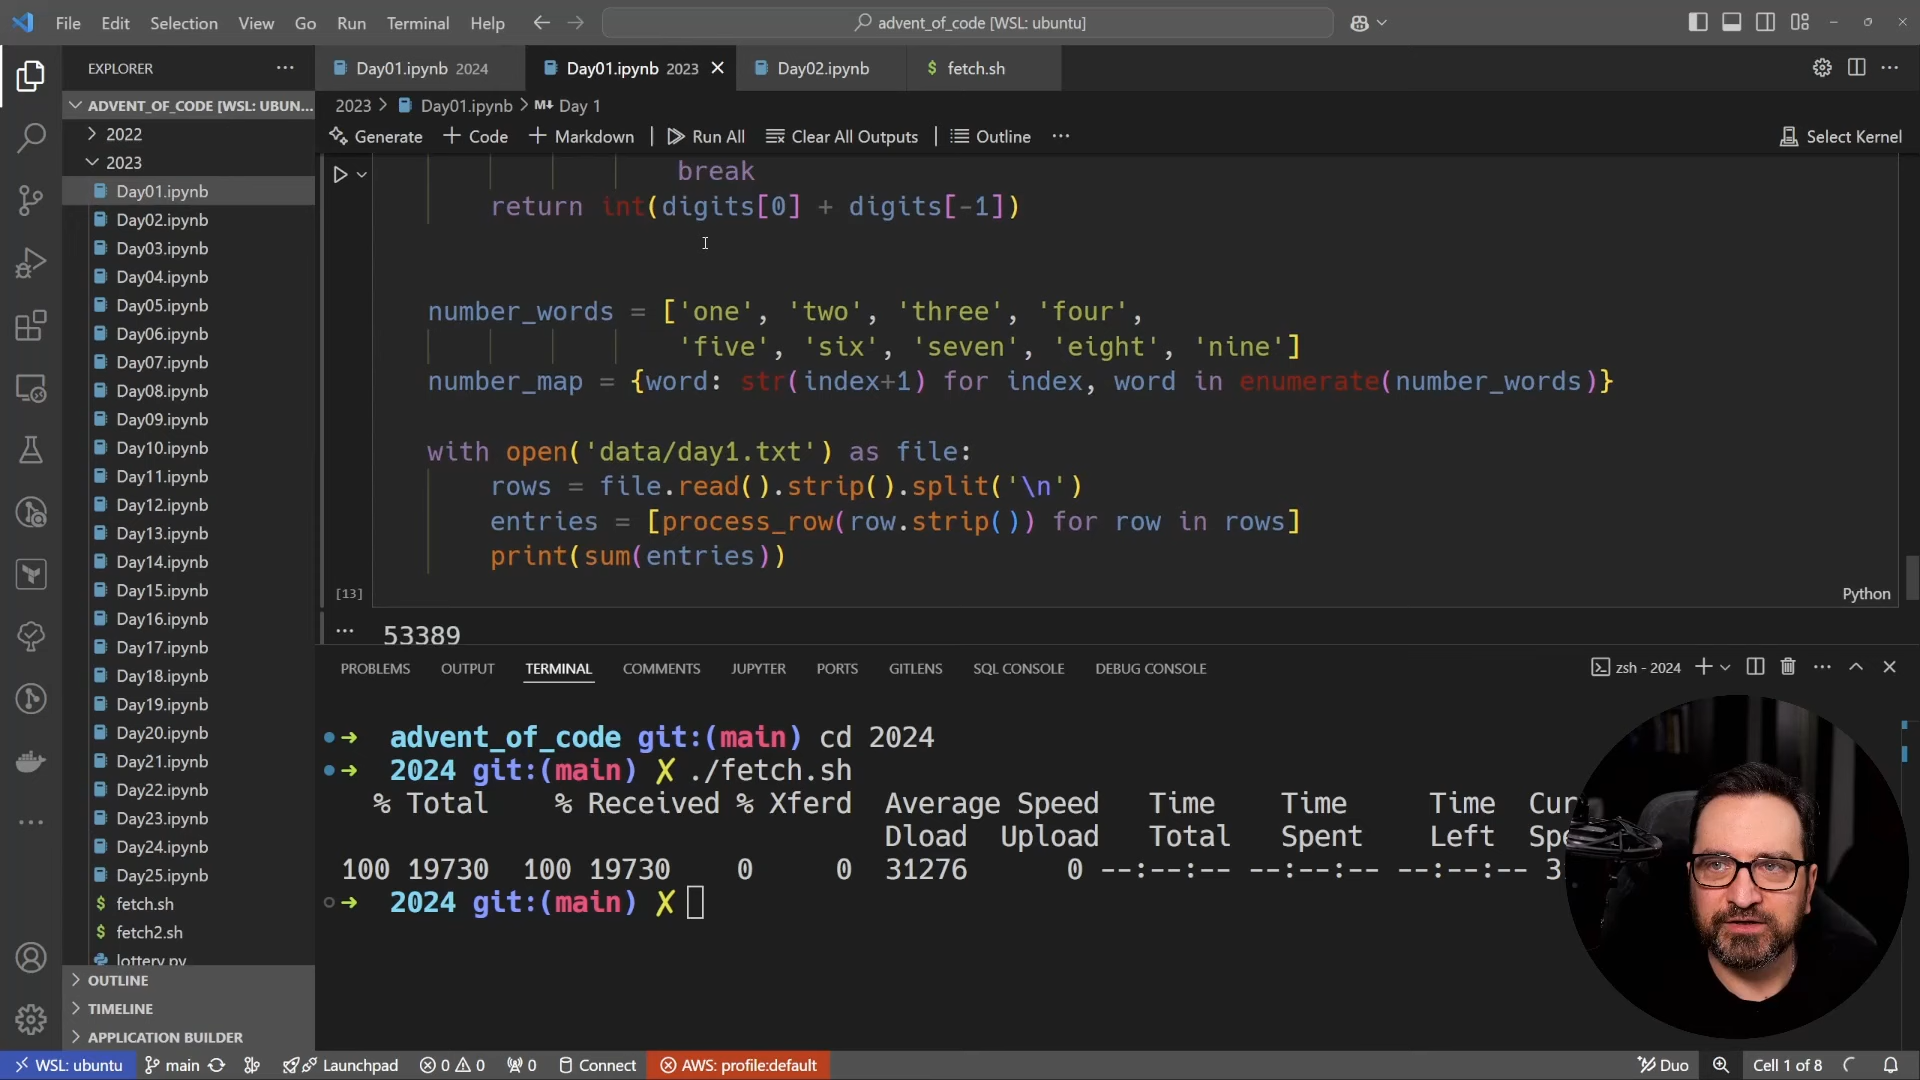 File Edit Selection View Go Run Terminal Help
advent_of_code [WSL: ubuntu]
EXPLORER
Day01.ipynb 2024
Day01.ipynb 2023
Day02.ipynb
$ fetch.sh
ADVENT_OF_CODE [WSL: UBUN...
2023 > Day01.ipynb > M↓ Day 1
Generate + Code + Markdown | Run All Clear All Outputs | Outline ...
Select Kernel
2022
2023
Day01.ipynb
Day02.ipynb
Day03.ipynb
Day04.ipynb
Day05.ipynb
Day06.ipynb
Day07.ipynb
Day08.ipynb
Day09.ipynb
Day10.ipynb
Day11.ipynb
Day12.ipynb
Day13.ipynb
Day14.ipynb
Day15.ipynb
Day16.ipynb
Day17.ipynb
Day18.ipynb
Day19.ipynb
Day20.ipynb
Day21.ipynb
Day22.ipynb
Day23.ipynb
Day24.ipynb
Day25.ipynb
$ fetch.sh
$ fetch2.sh
lottery.py
OUTLINE
TIMELINE
APPLICATION BUILDER
break
return int(digits[0] + digits[-1])
number_words = ['one', 'two', 'three', 'four',
'five', 'six', 'seven', 'eight', 'nine']
number_map = {word: str(index+1) for index, word in enumerate(number_words)}
with open('data/day1.txt') as file:
rows = file.read().strip().split('\n')
entries = [process_row(row.strip()) for row in rows]
print(sum(entries))
[13]
Python
... 53389
PROBLEMS OUTPUT TERMINAL COMMENTS JUPYTER PORTS GITLENS SQL CONSOLE DEBUG CONSOLE
zsh - 2024
➜ advent_of_code git:(main) cd 2024
➜ 2024 git:(main) ✗ ./fetch.sh
% Total % Received % Xferd Average Speed Time Time Time Cur
Dload Upload Total Spent Left Spe
100 19730 100 19730 0 0 31276 0 --:--:-- --:--:-- --:--:-- 3
➜ 2024 git:(main) ✗
WSL: ubuntu main Launchpad 0 0 0 Connect AWS: profile:default
Duo Cell 1 of 8